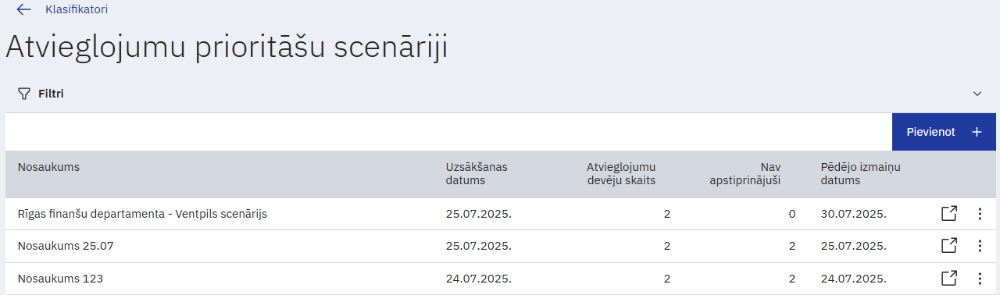 Klasifikatori
Atvieglojumu prioritāšu scenāriji
Filtri
Pievienot +
Nosaukums Uzsākšanas datums Atvieglojumu devēju skaits Nav apstiprinājuši Pēdējo izmaiņu datums
Rīgas finanšu departamenta - Ventpils scenārijs 25.07.2025. 2 0 30.07.2025.
Nosaukums 25.07 25.07.2025. 2 2 25.07.2025.
Nosaukums 123 24.07.2025. 2 2 24.07.2025.